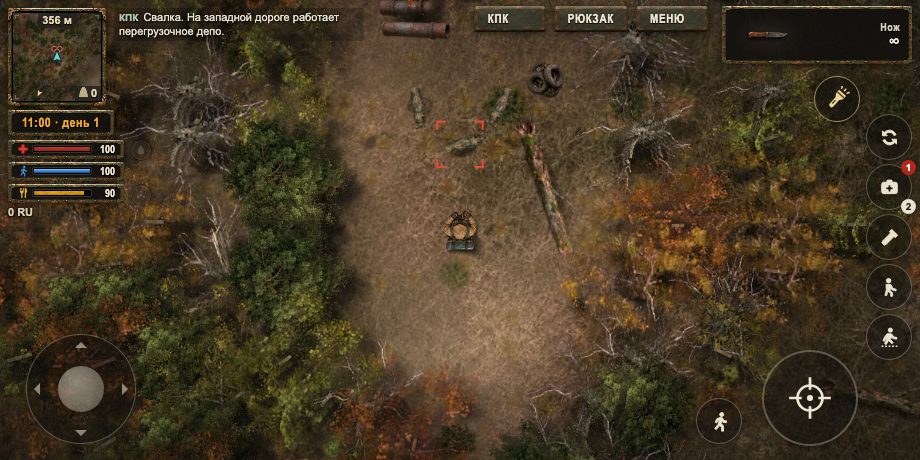 356 м
0
КПК Свалка. На западной дороге работает
перегрузочное депо.
КПК
РЮКЗАК
МЕНЮ
Нож
∞
11:00 · день 1
100
100
90
0 RU
1
2